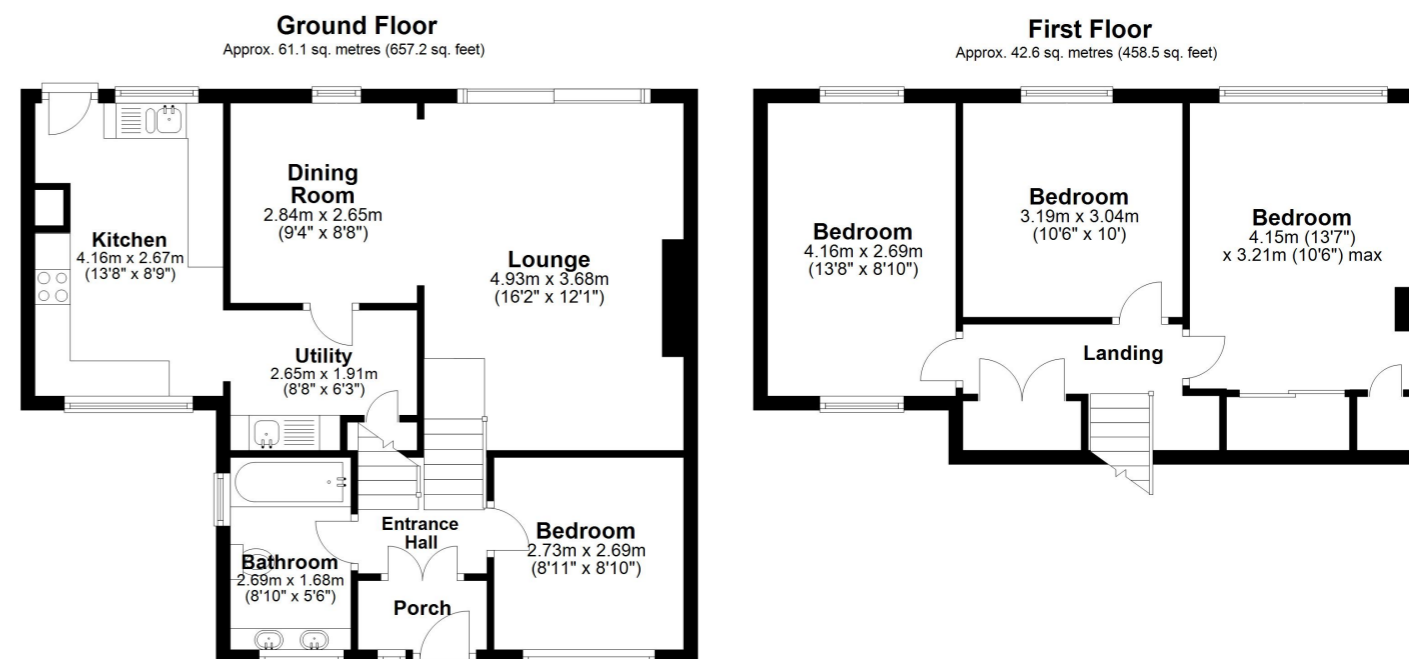 Ground Floor
Approx. 61.1 sq. metres (657.2 sq. feet)
Dining
Room
2.84m x 2.65m
(9'4" x 8'8")
Kitchen
4.16m x 2.67m
(13'8" x 8'9")
Lounge
4.93m x 3.68m
(16'2" x 12'1")
Utility
2.65m x 1.91m
(8'8" x 6'3")
Entrance
Hall
Bedroom
2.73m x 2.69m
(8'11" x 8'10")
Bathroom
2.69m x 1.68m
(8'10" x 5'6")
Porch
First Floor
Approx. 42.6 sq. metres (458.5 sq. feet)
Bedroom
4.16m x 2.69m
(13'8" x 8'10")
Bedroom
3.19m x 3.04m
(10'6" x 10')
Bedroom
4.15m (13'7")
x 3.21m (10'6") max
Landing